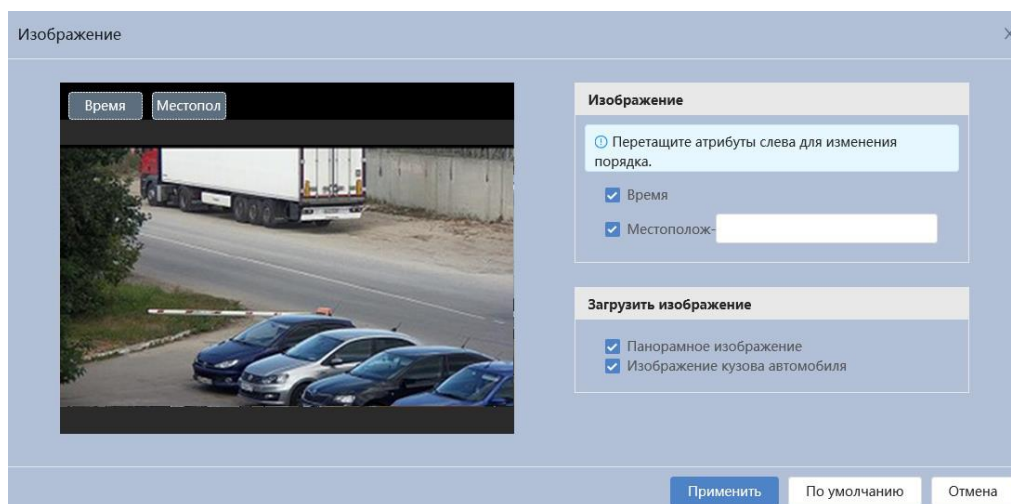 Изображение
Время Местопол
Изображение
Перетащите атрибуты слева для изменения
порядка.
Время
Местополож-
Загрузить изображение
Панорамное изображение
Изображение кузова автомобиля
Применить По умолчанию Отмена